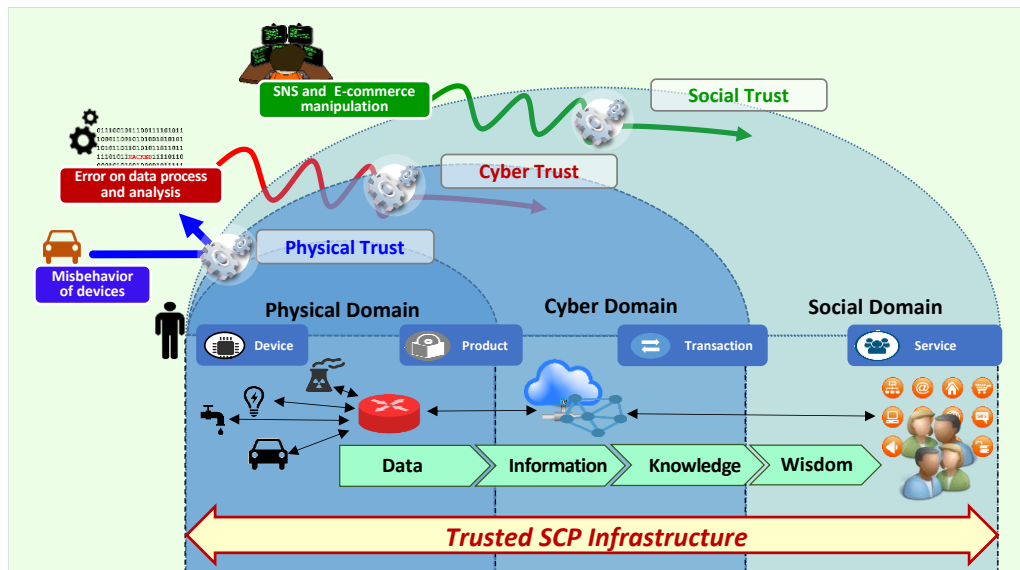 SNS and E-commerce
manipulation
Social Trust
Error on data process
and analysis
Cyber Trust
Physical Trust
Misbehavior
of devices
Physical Domain
Cyber Domain
Social Domain
Device
Product
Transaction
Service
Data
Information
Knowledge
Wisdom
Trusted SCP Infrastructure